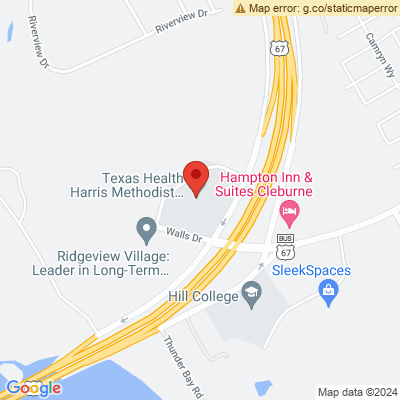 Map error: g.co/staticmaperror
Riverview Dr
Riverview Dr
67
Camryn Wy
Texas Health
Harris Methodist...
Hampton Inn &
Suites Cleburne
Walls Dr
BUS
67
Ridgeview Village:
Leader in Long-Term...
SleekSpaces
Hill College
Thunder Bay Rd
Google
Map data ©2024